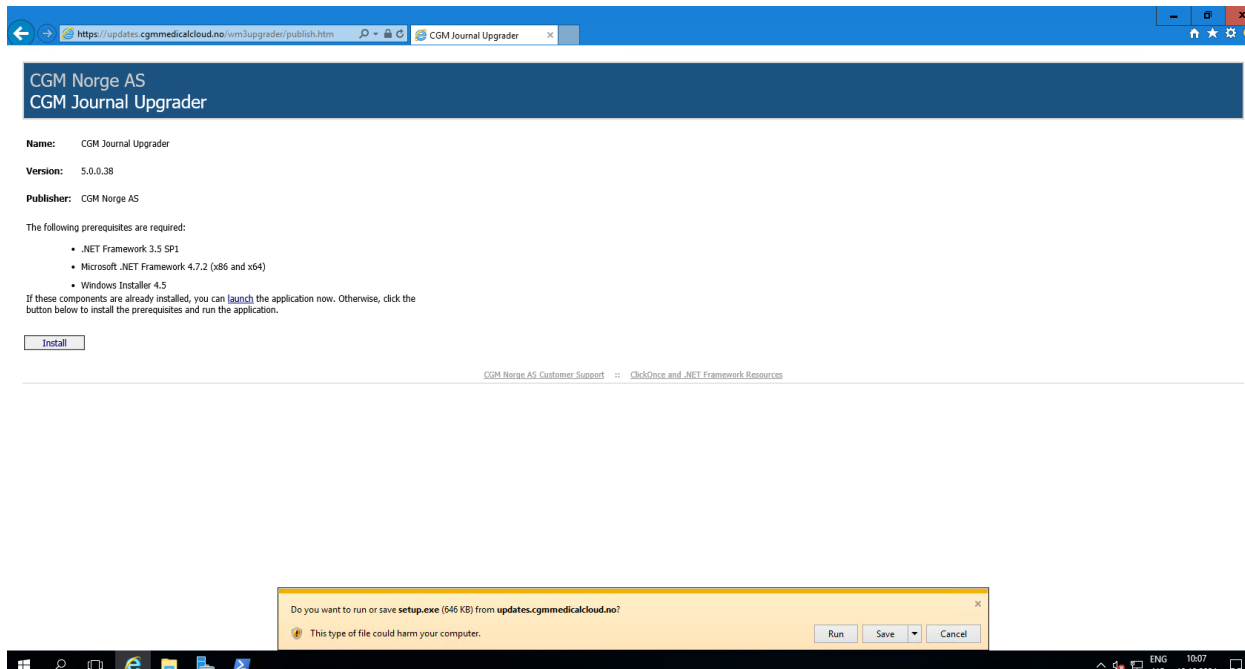 https://updates.cgmmedicalcloud.no/wm3upgrader/publish.htm
CGM Journal Upgrader
CGM Norge AS
CGM Journal Upgrader
Name: CGM Journal Upgrader
Version: 5.0.0.38
Publisher: CGM Norge AS
The following prerequisites are required:
• .NET Framework 3.5 SP1
• Microsoft .NET Framework 4.7.2 (x86 and x64)
• Windows Installer 4.5
If these components are already installed, you can launch the application now. Otherwise, click the
button below to install the prerequisites and run the application.
Install
CGM Norge AS Customer Support :: ClickOnce and .NET Framework Resources
Do you want to run or save setup.exe (646 KB) from updates.cgmmedicalcloud.no?
This type of file could harm your computer.
Run Save Cancel
ENG 10:07